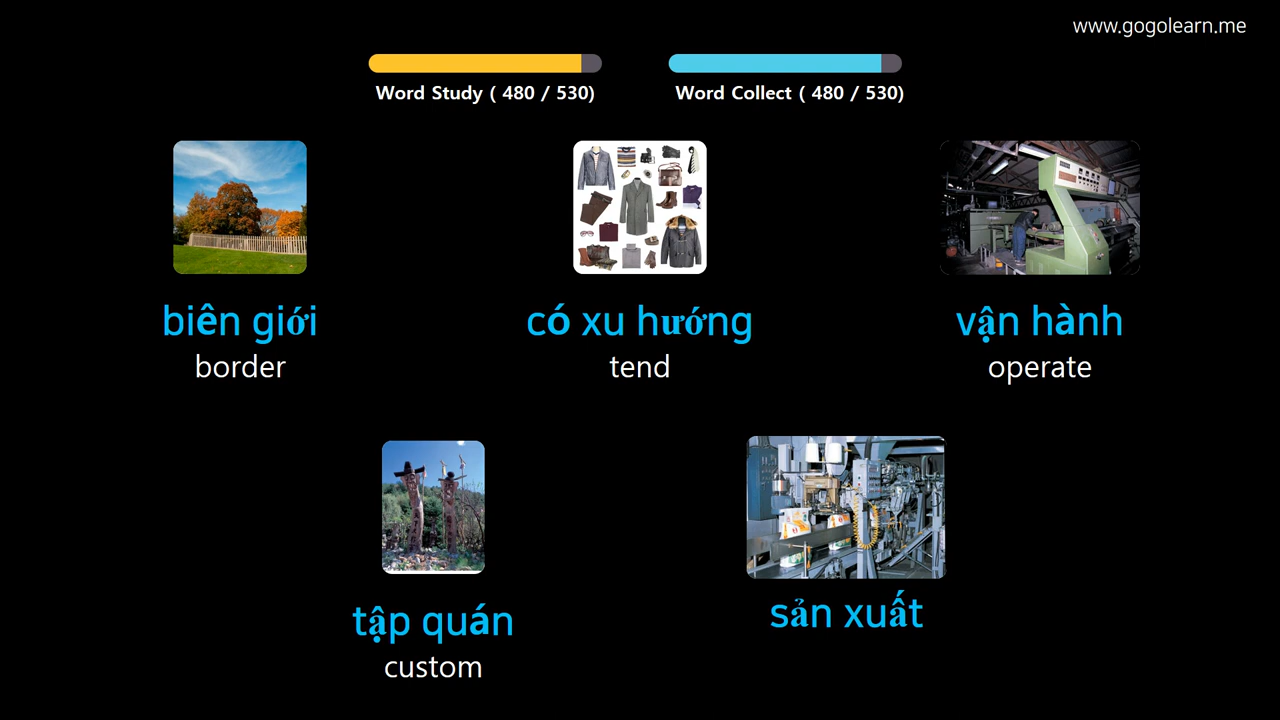 www.gogolearn.me
Word Study ( 480 / 530)
Word Collect ( 480 / 530)
biên giới
border
có xu hướng
tend
vận hành
operate
tập quán
custom
sản xuất